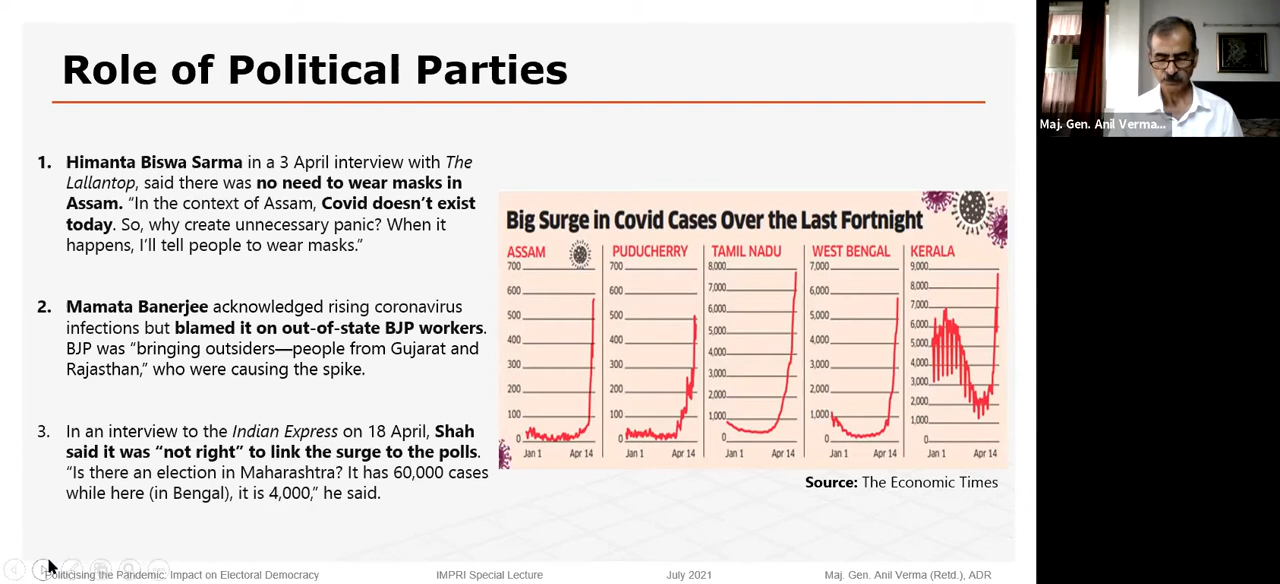 Role of Political Parties
Maj. Gen. Anil Verma...
1. Himanta Biswa Sarma in a 3 April interview with The
Lallantop, said there was no need to wear masks in
Assam. “In the context of Assam, Covid doesn’t exist
today. So, why create unnecessary panic? When it
happens, I’ll tell people to wear masks.”
2. Mamata Banerjee acknowledged rising coronavirus
infections but blamed it on out-of-state BJP workers.
BJP was “bringing outsiders—people from Gujarat and
Rajasthan,” who were causing the spike.
3. In an interview to the Indian Express on 18 April, Shah
said it was “not right” to link the surge to the polls.
“Is there an election in Maharashtra? It has 60,000 cases
while here (in Bengal), it is 4,000,” he said.
Big Surge in Covid Cases Over the Last Fortnight
ASSAM
700
600
500
400
300
200
100
0
Jan 1 Apr 14
PUDUCHERRY
700
600
500
400
300
200
100
0
Jan 1 Apr 14
TAMIL NADU
8,000
7,000
6,000
5,000
4,000
3,000
1,000
0
Jan 1 Apr 14
WEST BENGAL
7,000
6,000
5,000
4,000
3,000
2,000
1,000
0
Jan 1 Apr 14
KERALA
9,000
8,000
7,000
6,000
5,000
4,000
3,000
2,000
1,000
0
Jan 1 Apr 14
Source: The Economic Times
Politicising the Pandemic: Impact on Electoral Democracy
IMPRI Special Lecture
July 2021
Maj. Gen. Anil Verma (Retd.), ADR